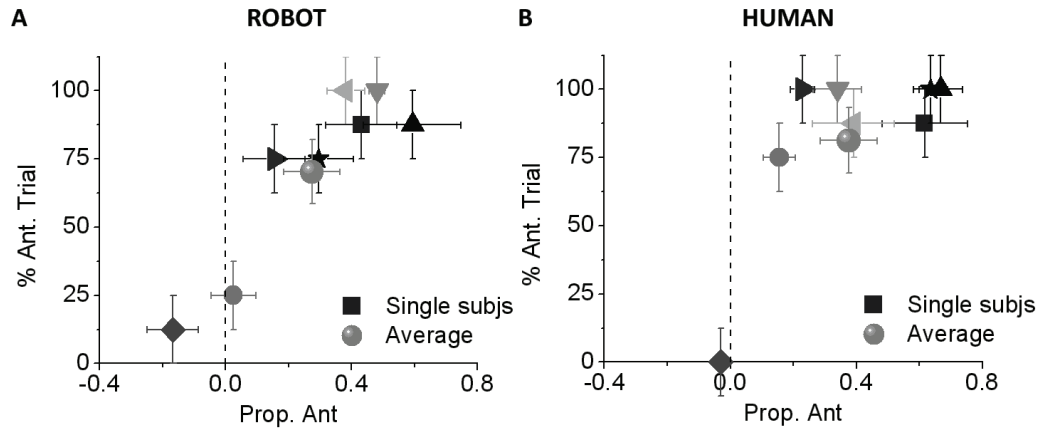 A
ROBOT
% Ant. Trial
100
75
50
25
0
-0.4
0.0
0.4
0.8
Prop. Ant
Single subjs
Average
B
HUMAN
% Ant. Trial
100
75
50
25
0
-0.4
0.0
0.4
0.8
Prop. Ant
Single subjs
Average